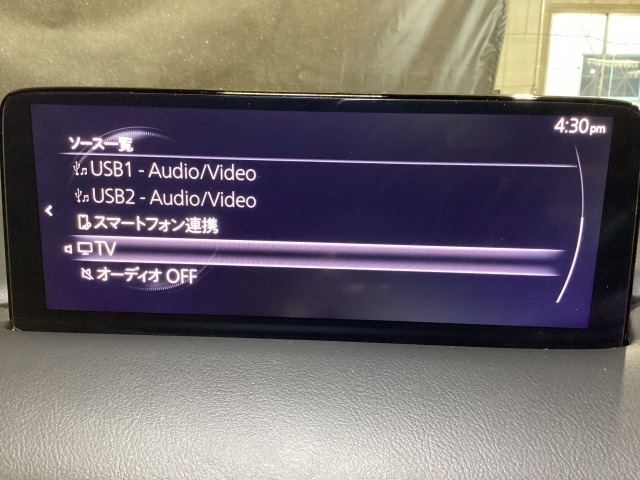 4:30pm
ソース一覧
USB1 - Audio/Video
USB2 - Audio/Video
スマートフォン連携
TV
オーディオ OFF